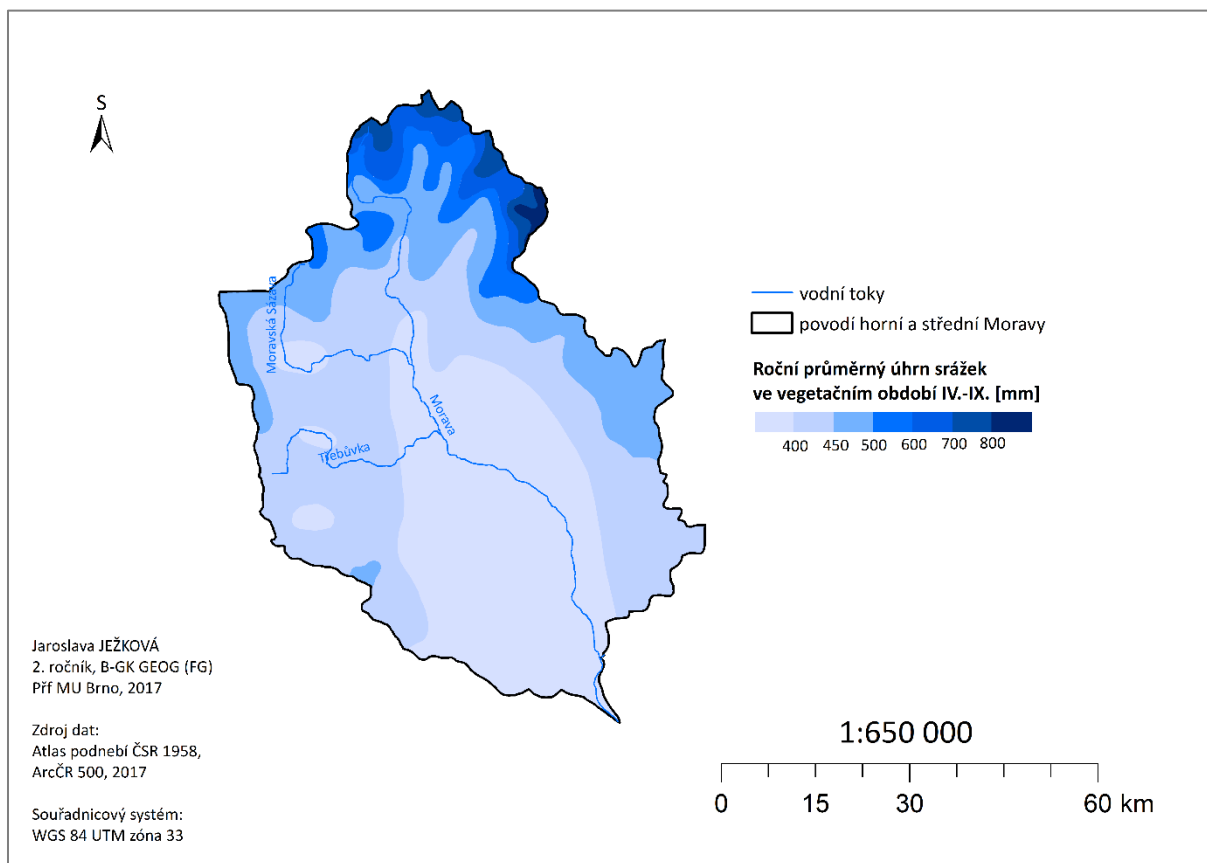 S
Moravská Sázava
Morava
Třebůvka
vodní toky
povodí horní a střední Moravy
Roční průměrný úhrn srážek
ve vegetačním období IV.-IX. [mm]
400 450 500 600 700 800
Jaroslava JEŽKOVÁ
2. ročník, B-GK GEOG (FG)
Přf MU Brno, 2017
Zdroj dat:
Atlas podnebí ČSR 1958,
ArcČR 500, 2017
Souřadnicový systém:
WGS 84 UTM zóna 33
1:650 000
0 15 30 60 km